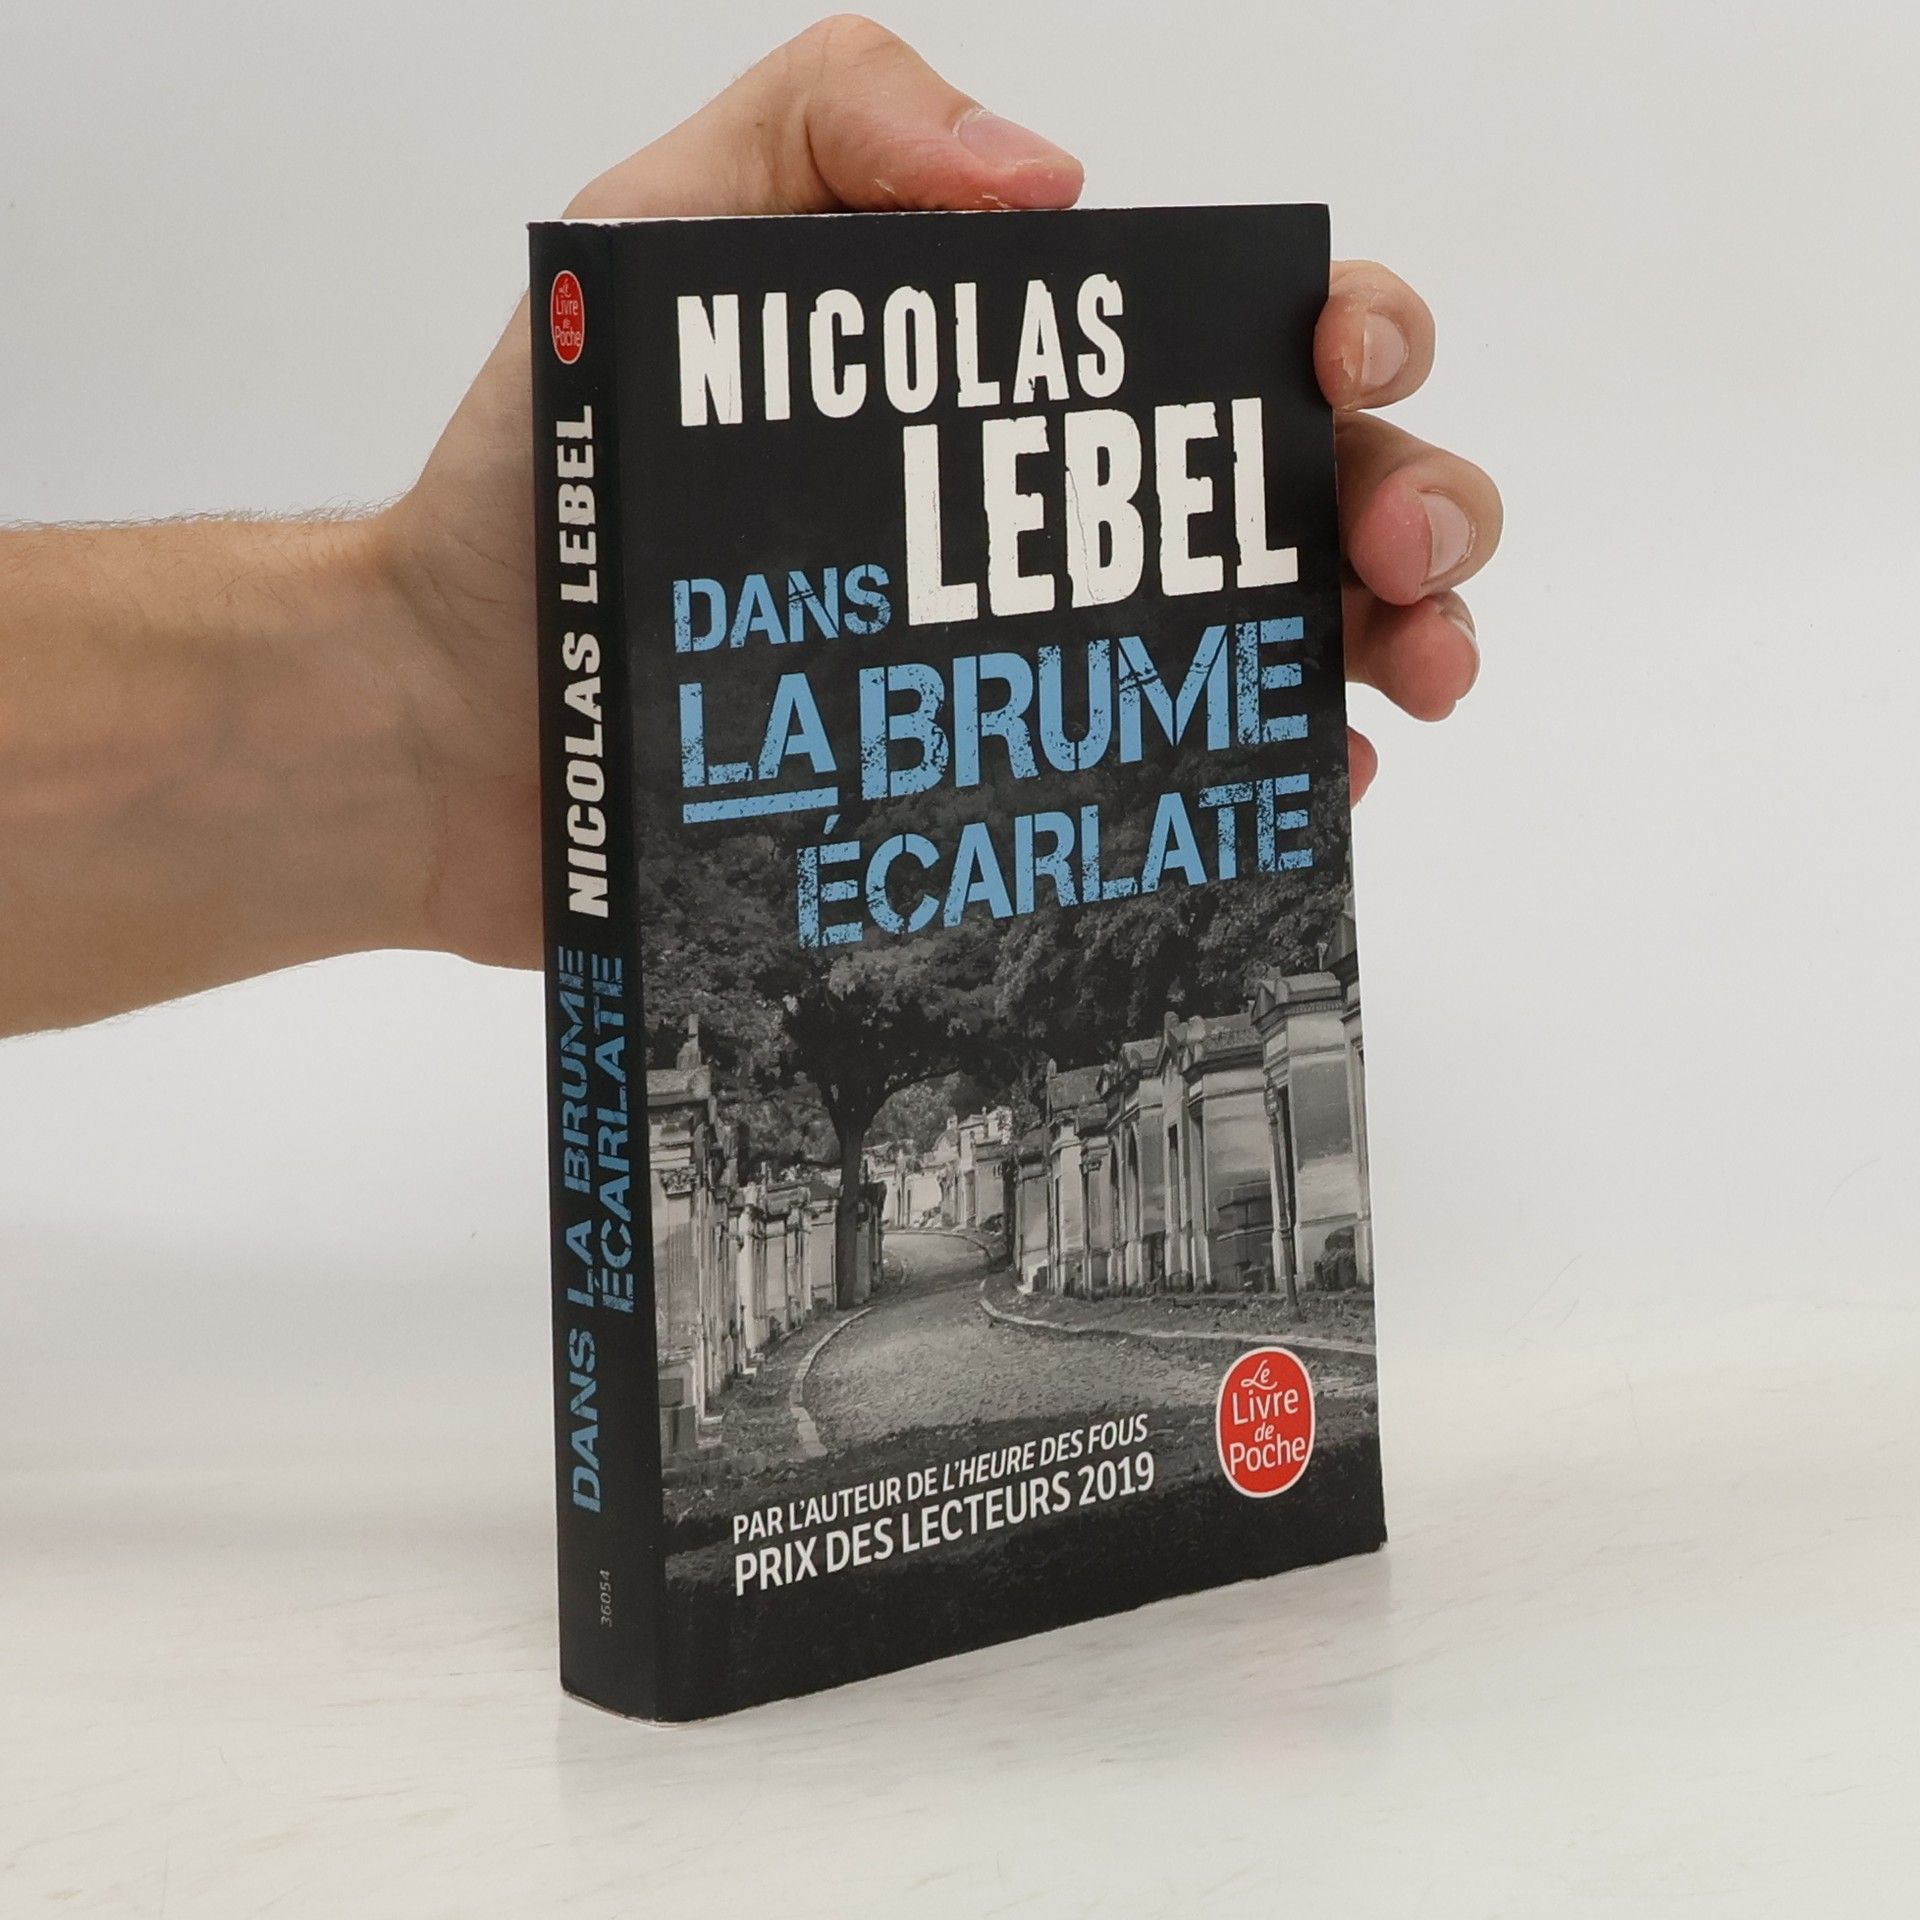 Le
Livre
de
Poche
NICOLAS LEBEL
DANS LA BRUME
ÉCARLATE
36054
NICOLAS
LEBEL
DANS
LA BRUME
ÉCARLATE
PAR L'AUTEUR DE L'HEURE DES FOUS
PRIX DES LECTEURS 2019
Le
Livre
de
Poche